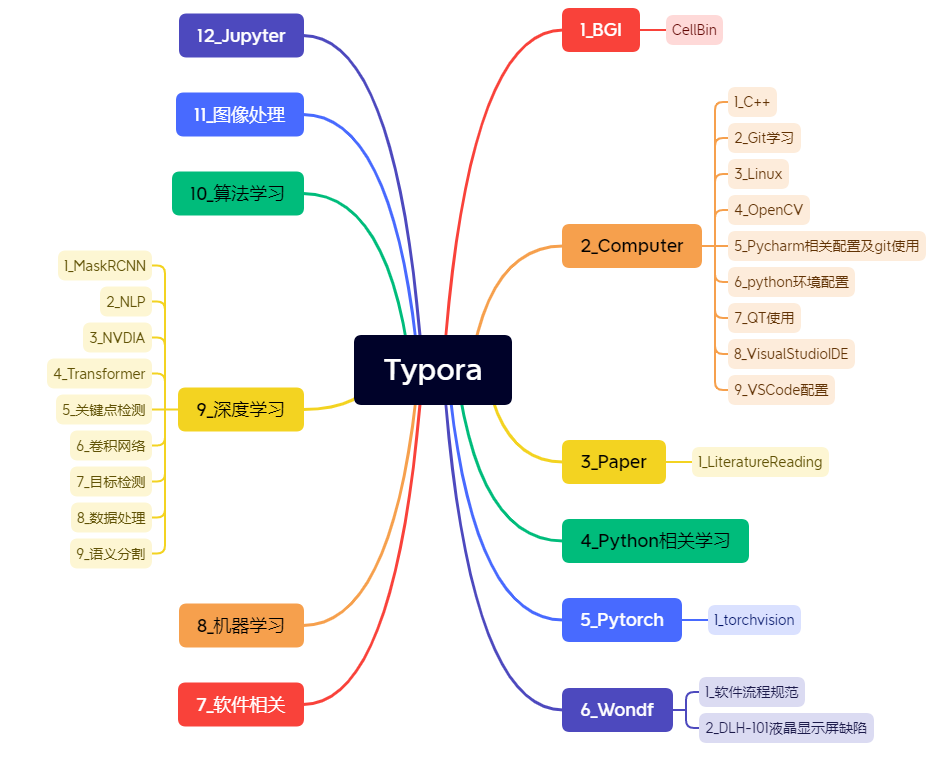 Typora
1_BGI
CellBin
2_Computer
1_C++
2_Git学习
3_Linux
4_OpenCV
5_Pycharm相关配置及git使用
6_python环境配置
7_QT使用
8_VisualStudioIDE
9_VSCode配置
3_Paper
1_LiteratureReading
4_Python相关学习
5_Pytorch
1_torchvision
6_Wondf
1_软件流程规范
2_DLH-101液晶显示屏缺陷
7_软件相关
8_机器学习
9_深度学习
1_MaskRCNN
2_NLP
3_NVDIA
4_Transformer
5_关键点检测
6_卷积网络
7_目标检测
8_数据处理
9_语义分割
10_算法学习
11_图像处理
12_Jupyter